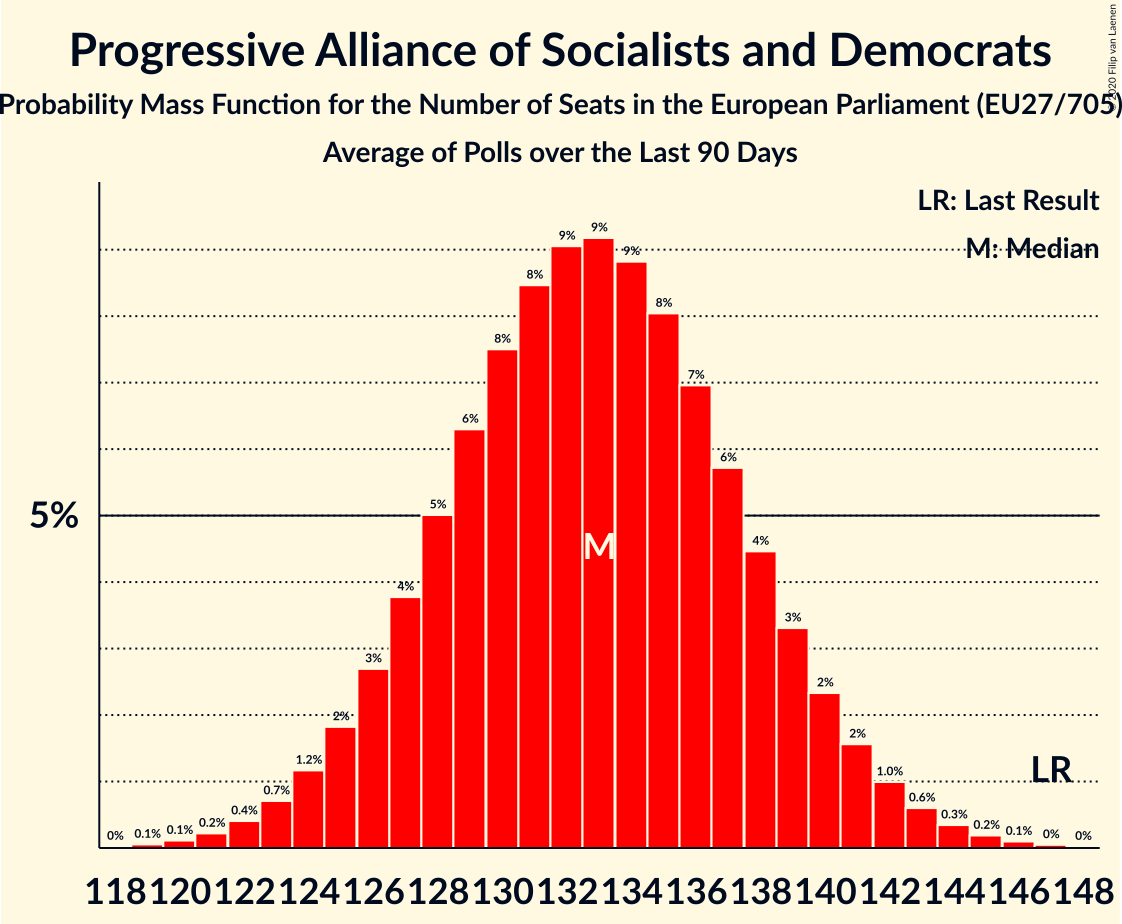 Progressive Alliance of Socialists and Democrats
Probability Mass Function for the Number of Seats in the European Parliament (EU27/705)
Average of Polls over the Last 90 Days
© 2020 Filip van Laenen
LR: Last Result
M: Median
5%
0% 0.1% 0.1% 0.2% 0.4% 0.7% 1.2% 2% 3% 4% 5% 6% 8% 8% 9% 9% 9% 8% 7% 6% 4% 3% 2% 2% 1.0% 0.6% 0.3% 0.2% 0.1% 0% 0%
M
LR
118 120 122 124 126 128 130 132 134 136 138 140 142 144 146 148